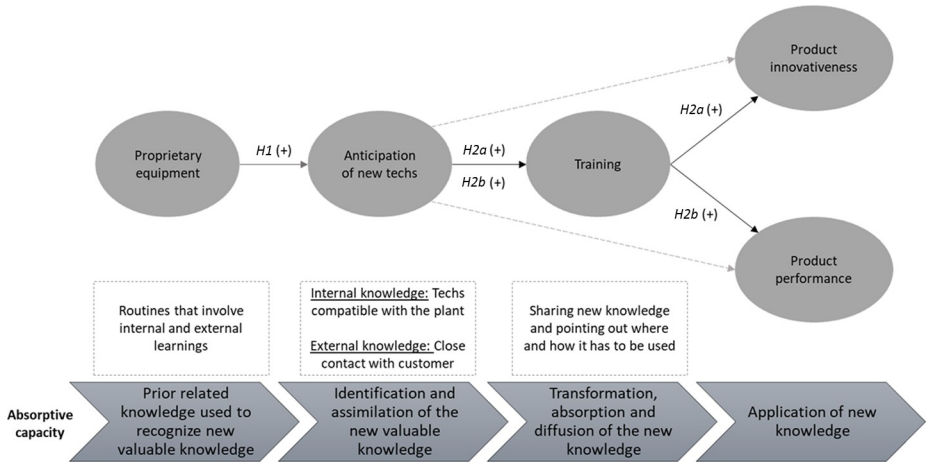 Product
innovativeness
H2a (+)
Proprietary
equipment
H1 (+)
Anticipation
of new techs
H2a (+)
H2b (+)
Training
H2b (+)
Product
performance
Routines that involve
internal and external
learnings
Internal knowledge: Techs
compatible with the plant
External knowledge: Close
contact with customer
Sharing new knowledge
and pointing out where
and how it has to be used
Absorptive
capacity
Prior related
knowledge used to
recognize new
valuable knowledge
Identification and
assimilation of the
new valuable
knowledge
Transformation,
absorption and
diffusion of the new
knowledge
Application of new
knowledge